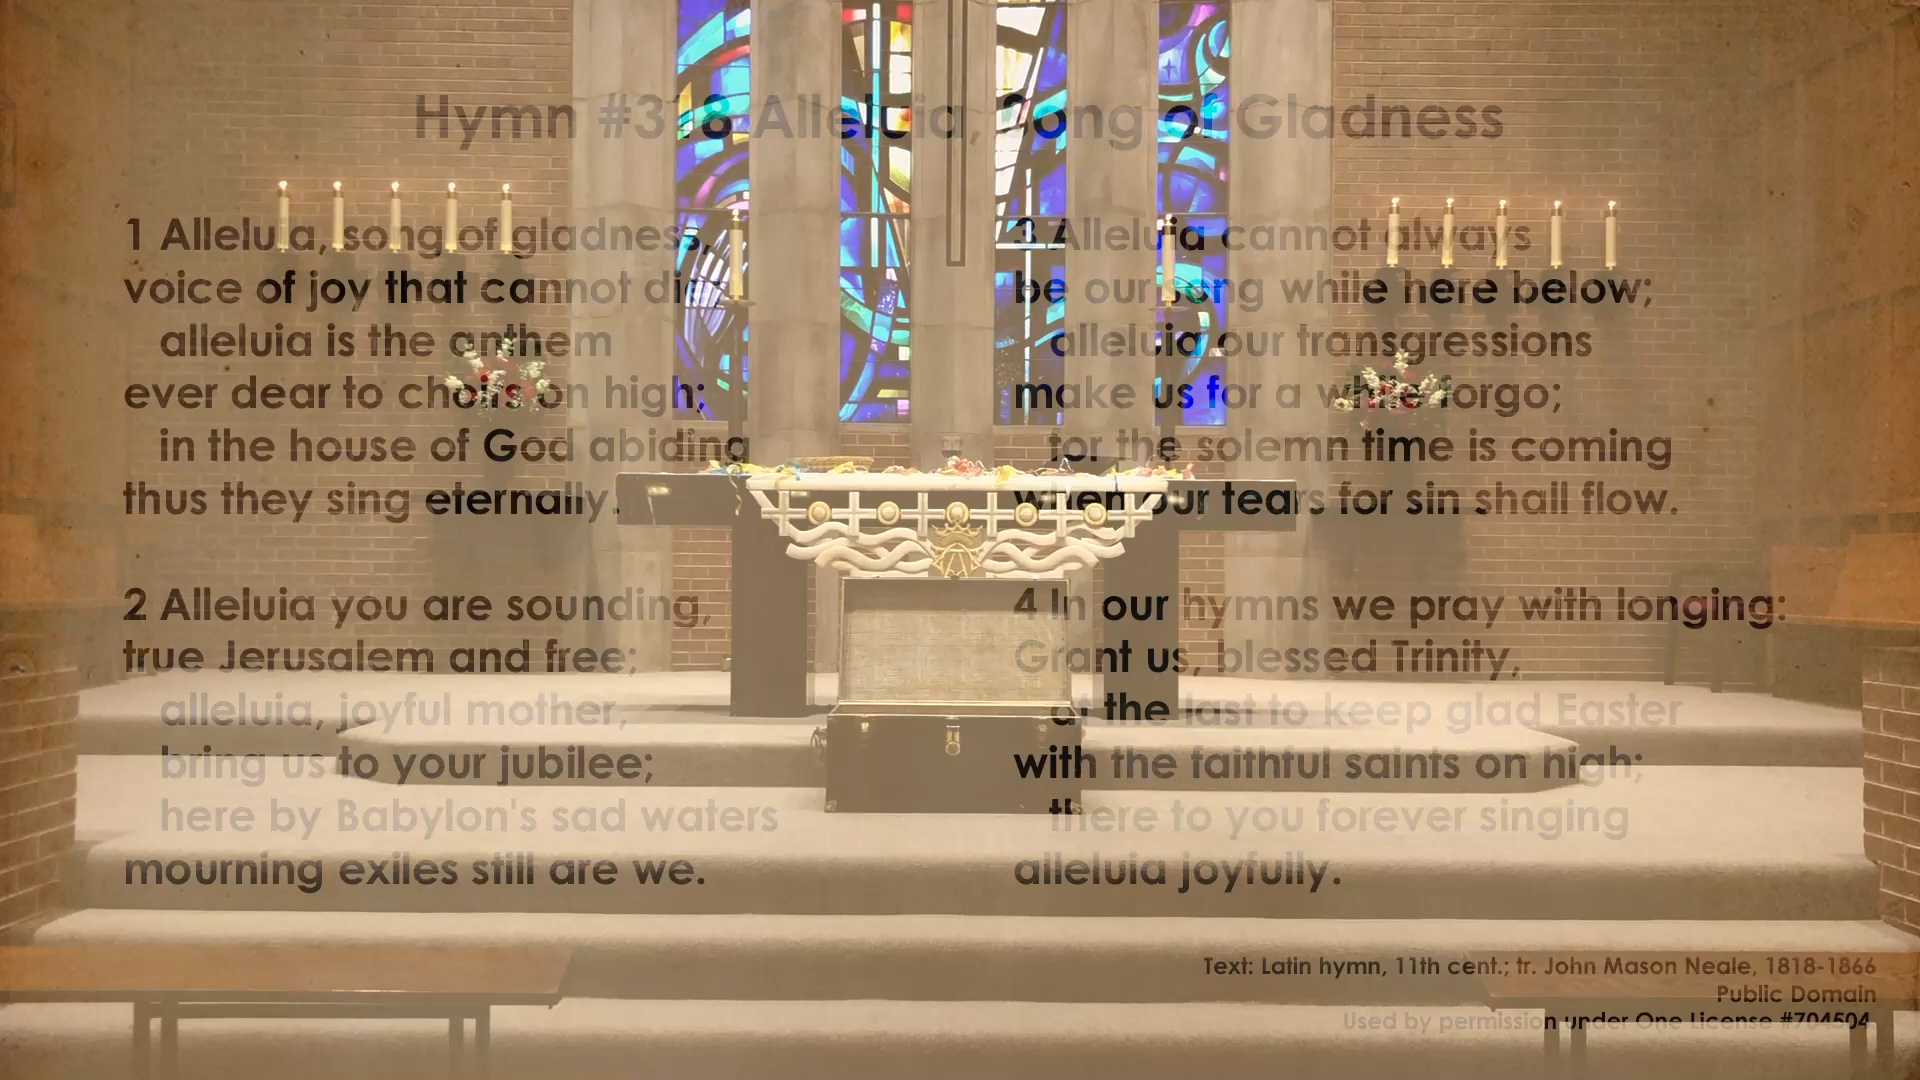 Hymn #318 Alleluia, Song of Gladness
1 Alleluia, song of gladness,
voice of joy that cannot die;
alleluia is the anthem
ever dear to choirs on high;
in the house of God abiding
thus they sing eternally.
2 Alleluia you are sounding,
true Jerusalem and free;
alleluia, joyful mother,
bring us to your jubilee;
here by Babylon's sad waters
mourning exiles still are we.
3 Alleluia cannot always
be our song while here below;
alleluia our transgressions
make us for a while forgo;
for the solemn time is coming
when our tears for sin shall flow.
4 In our hymns we pray with longing:
Grant us, blessed Trinity,
at the last to keep glad Easter
with the faithful saints on high;
there to you forever singing
alleluia joyfully.
Text: Latin hymn, 11th cent.; tr. John Mason Neale, 1818-1866
Public Domain
Used by permission under One License #704504